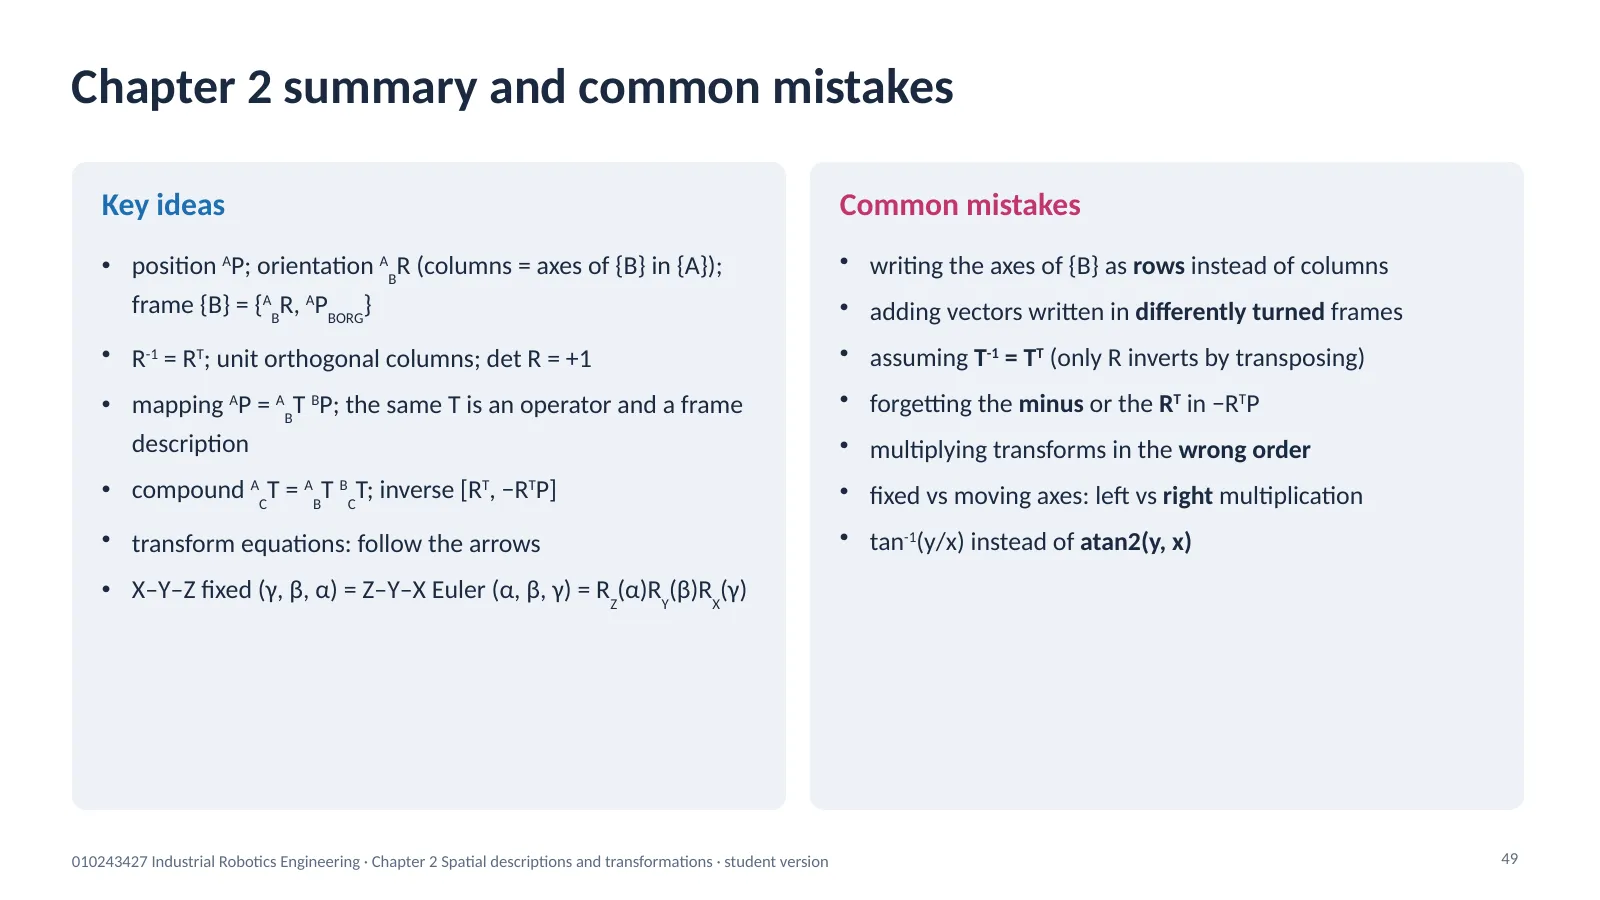 Chapter 2 summary and common mistakes
Key ideas
• position ᴬP; orientation ᴬ_BR (columns = axes of {B} in {A});
frame {B} = {ᴬ_BR, ᴬP_BORG}
• R⁻¹ = Rᵀ; unit orthogonal columns; det R = +1
• mapping ᴬP = ᴬ_BT ᴮP; the same T is an operator and a frame
description
• compound ᴬ_CT = ᴬ_BT ᴮ_CT; inverse [Rᵀ, −RᵀP]
• transform equations: follow the arrows
• X–Y–Z fixed (γ, β, α) = Z–Y–X Euler (α, β, γ) = R_Z(α)R_Y(β)R_X(γ)
Common mistakes
• writing the axes of {B} as rows instead of columns
• adding vectors written in differently turned frames
• assuming T⁻¹ = Tᵀ (only R inverts by transposing)
• forgetting the minus or the Rᵀ in −RᵀP
• multiplying transforms in the wrong order
• fixed vs moving axes: left vs right multiplication
• tan⁻¹(y/x) instead of atan2(y, x)
010243427 Industrial Robotics Engineering · Chapter 2 Spatial descriptions and transformations · student version
49